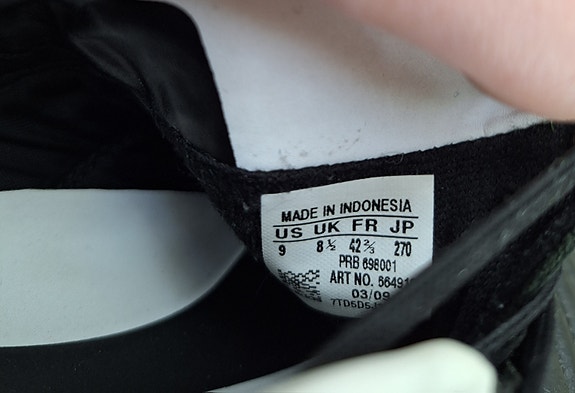 MADE IN INDONESIA
US UK FR JP
9 8½ 42⅔ 270
PRB 698001
ART NO.
03/09